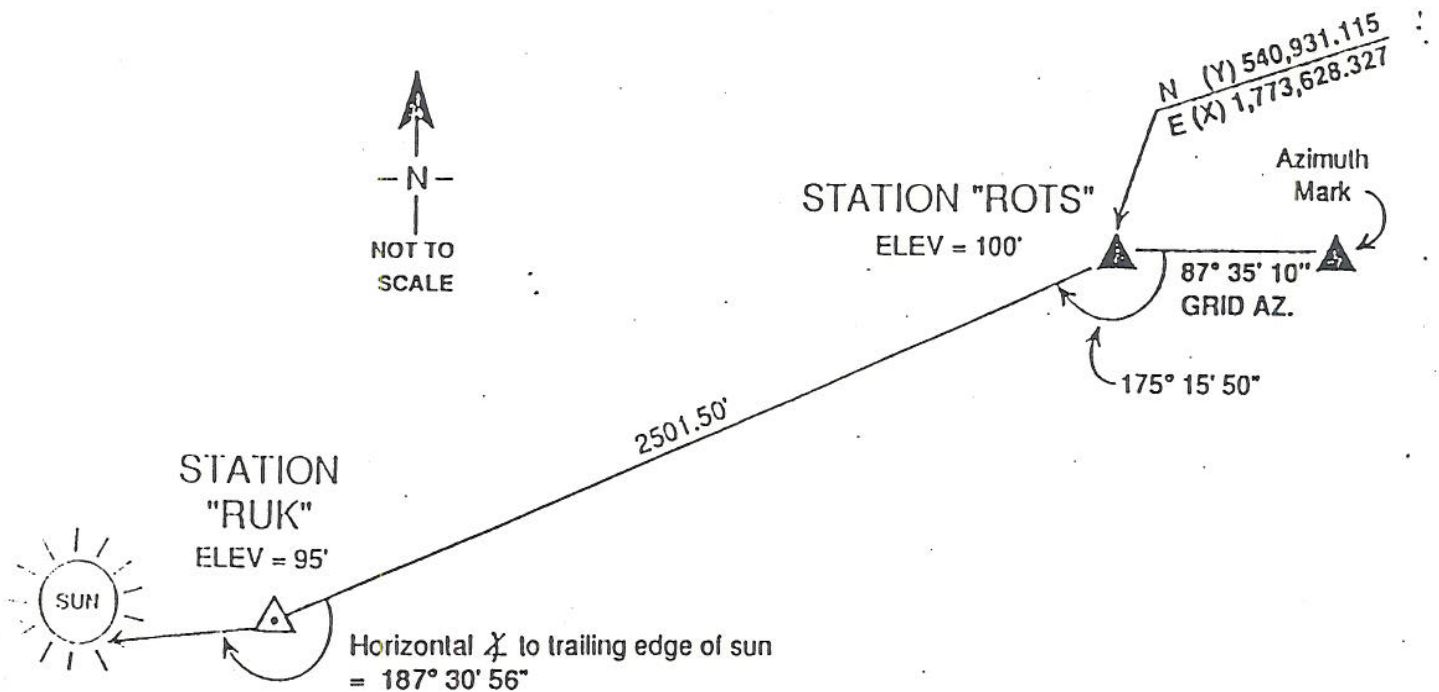 N (Y) 540,931.115
E (X) 1,773,628.327
Azimuth
Mark
- N -
NOT TO
SCALE
STATION "ROTS"
ELEV = 100'
87° 35' 10"
GRID AZ.
175° 15' 50"
2501.50'
STATION
"RUK"
ELEV = 95'
SUN
Horizontal ∡ to trailing edge of sun
= 187° 30' 56"